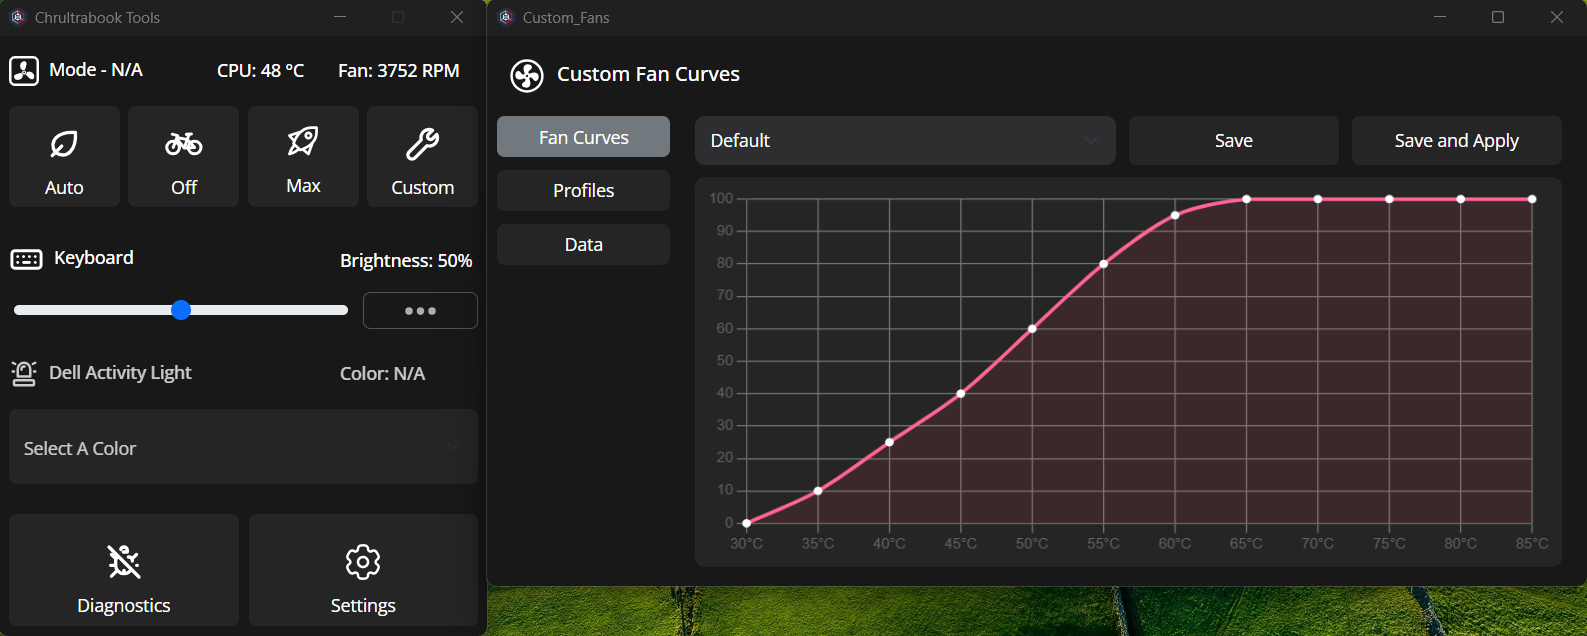 Chrultrabook Tools
Mode - N/A
CPU: 48 °C
Fan: 3752 RPM
Auto
Off
Max
Custom
Keyboard
Brightness: 50%
Dell Activity Light
Color: N/A
Select A Color
Diagnostics
Settings
Custom_Fans
Custom Fan Curves
Fan Curves
Profiles
Data
Default
Save
Save and Apply
100
90
80
70
60
50
40
30
20
10
0
30°C 35°C 40°C 45°C 50°C 55°C 60°C 65°C 70°C 75°C 80°C 85°C